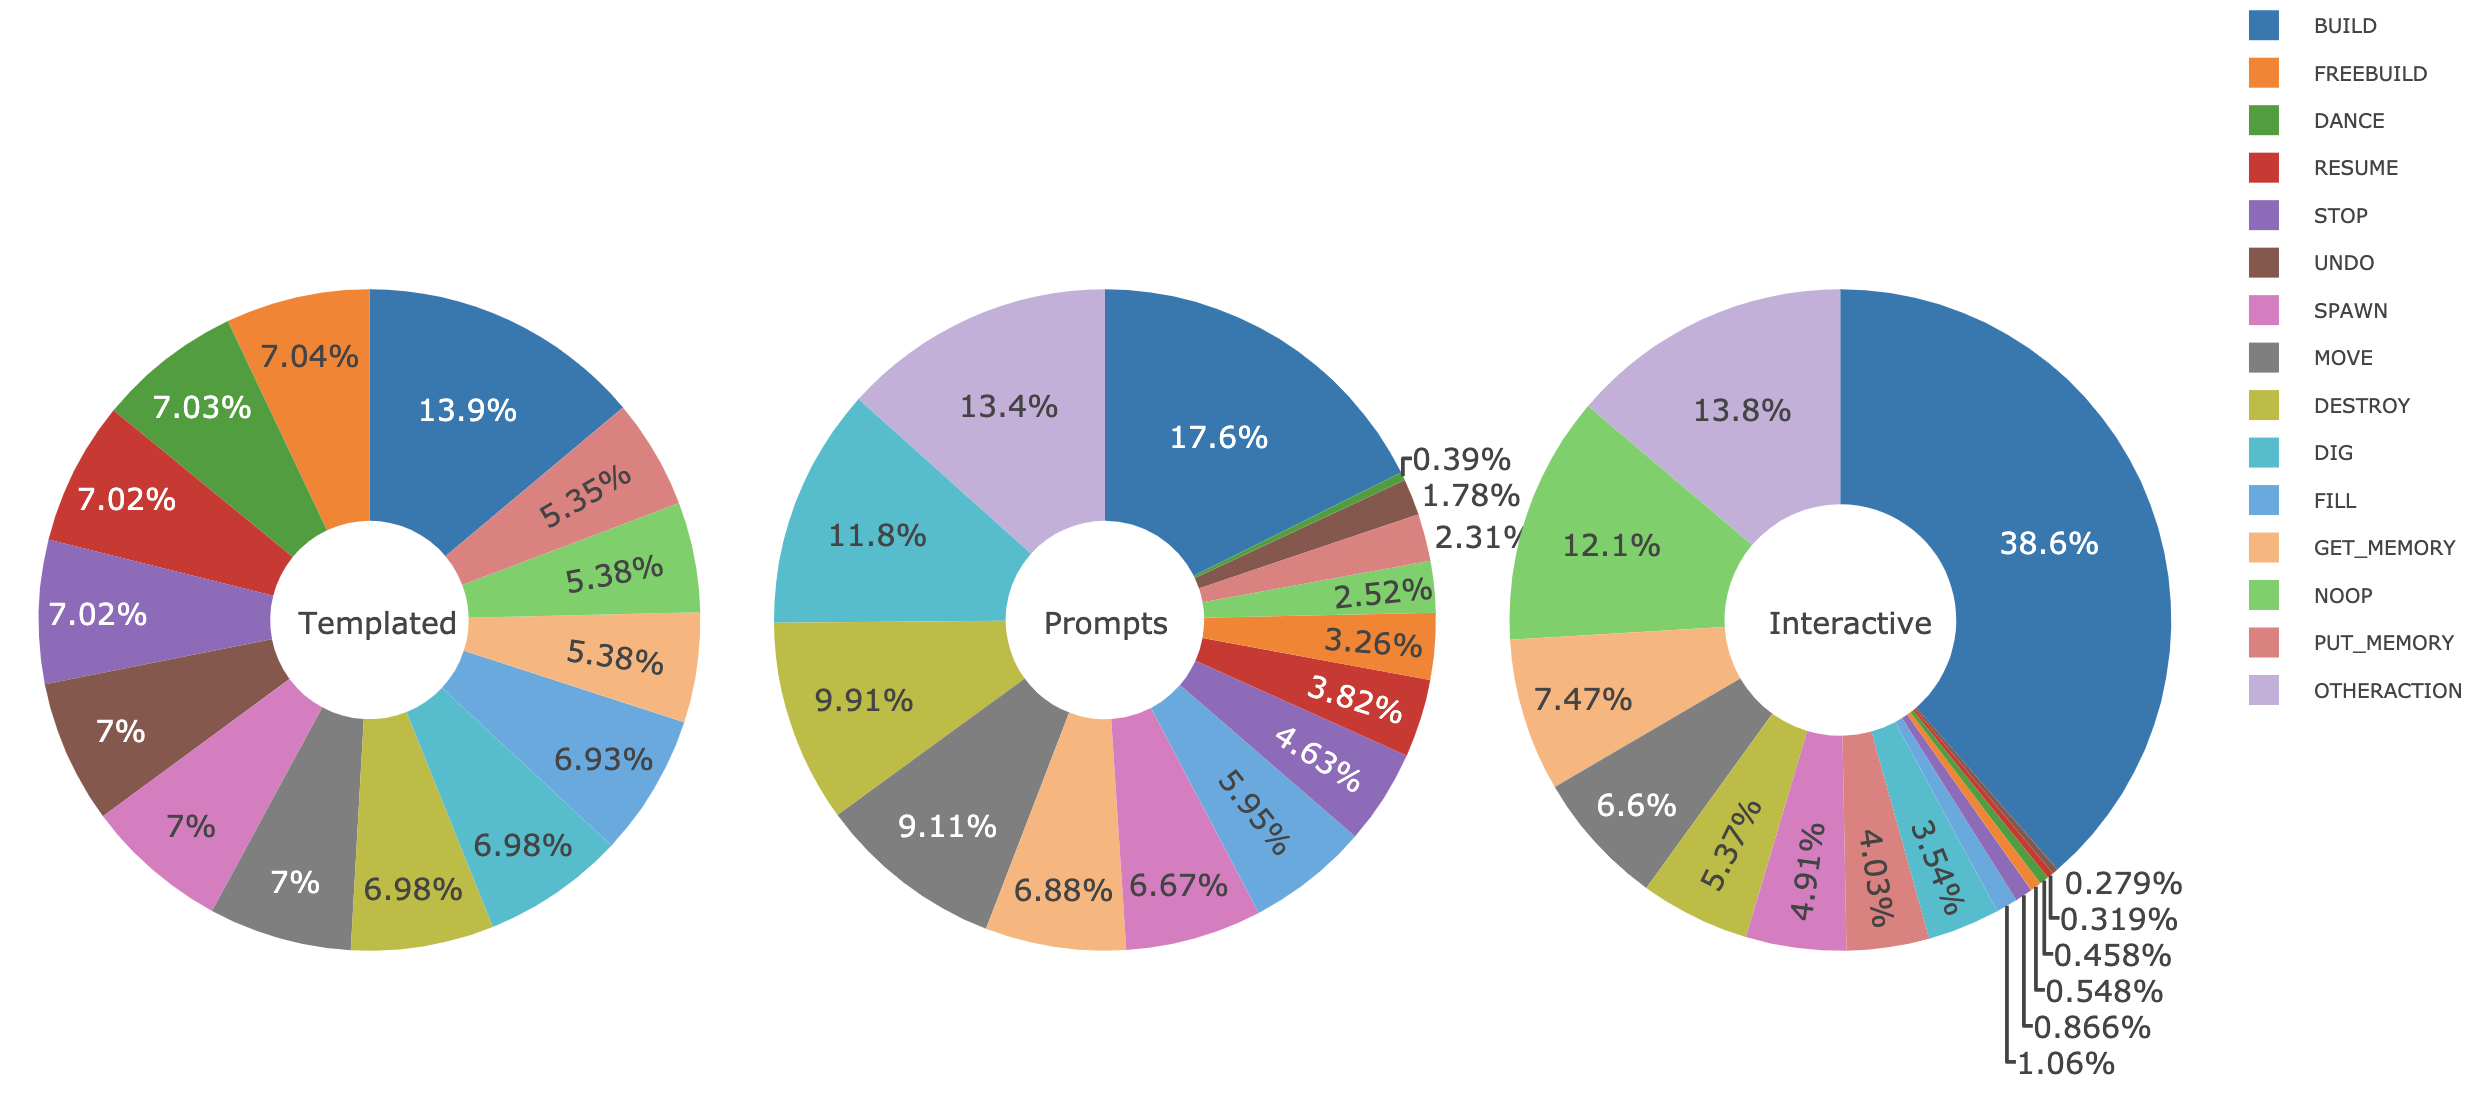 BUILD
FREEBUILD
DANCE
RESUME
STOP
UNDO
SPAWN
MOVE
DESTROY
DIG
FILL
GET_MEMORY
NOOP
PUT_MEMORY
OTHERACTION
Templated
13.9%
5.35%
5.38%
5.38%
6.93%
6.98%
6.98%
7%
7%
7%
7.02%
7.02%
7.03%
7.04%
Prompts
17.6%
0.39%
1.78%
2.31%
2.52%
3.26%
3.82%
4.63%
5.95%
6.67%
6.88%
9.11%
9.91%
11.8%
13.4%
Interactive
38.6%
0.279%
0.319%
0.458%
0.548%
0.866%
1.06%
3.54%
4.03%
4.91%
5.37%
6.6%
7.47%
12.1%
13.8%